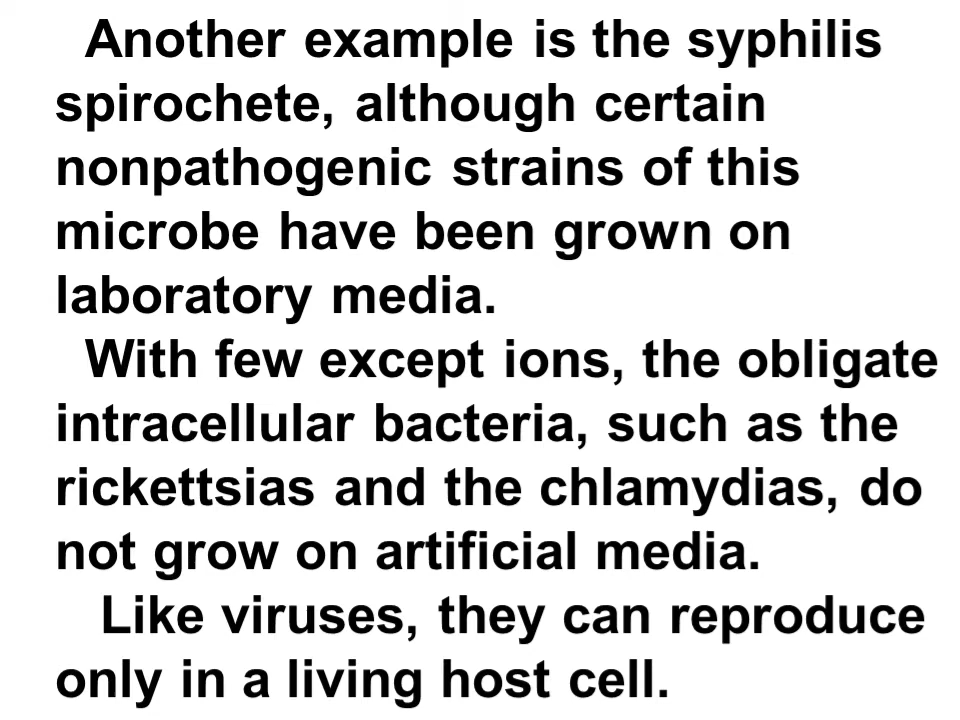 Another example is the syphilis
spirochete, although certain
nonpathogenic strains of this
microbe have been grown on
laboratory media.
With few except ions, the obligate
intracellular bacteria, such as the
rickettsias and the chlamydias, do
not grow on artificial media.
Like viruses, they can reproduce
only in a living host cell.